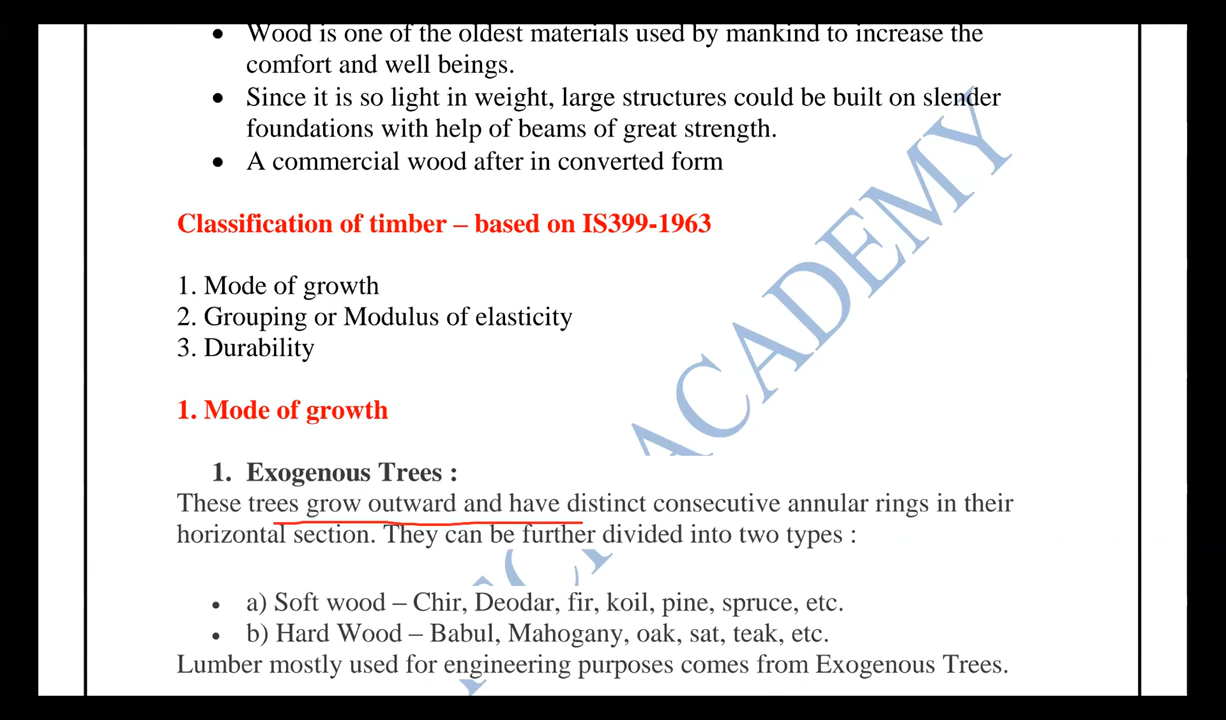 • Wood is one of the oldest materials used by mankind to increase the
comfort and well beings.
• Since it is so light in weight, large structures could be built on slender
foundations with help of beams of great strength.
• A commercial wood after in converted form
Classification of timber – based on IS399-1963
1. Mode of growth
2. Grouping or Modulus of elasticity
3. Durability
1. Mode of growth
1. Exogenous Trees :
These trees grow outward and have distinct consecutive annular rings in their
horizontal section. They can be further divided into two types :
• a) Soft wood – Chir, Deodar, fir, koil, pine, spruce, etc.
• b) Hard Wood – Babul, Mahogany, oak, sat, teak, etc.
Lumber mostly used for engineering purposes comes from Exogenous Trees.
ACADEMY